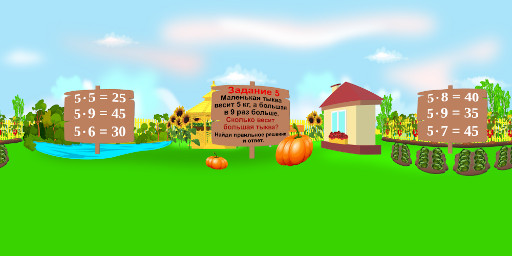 5 · 5 = 25
5 · 9 = 45
5 · 6 = 30
Задание 5
Маленькая тыква
весит 5 кг, а большая
в 9 раз больше.
Сколько весит
большая тыква?
Найди правильное решение
и ответ.
5 · 8 = 40
5 · 9 = 35
5 · 7 = 45